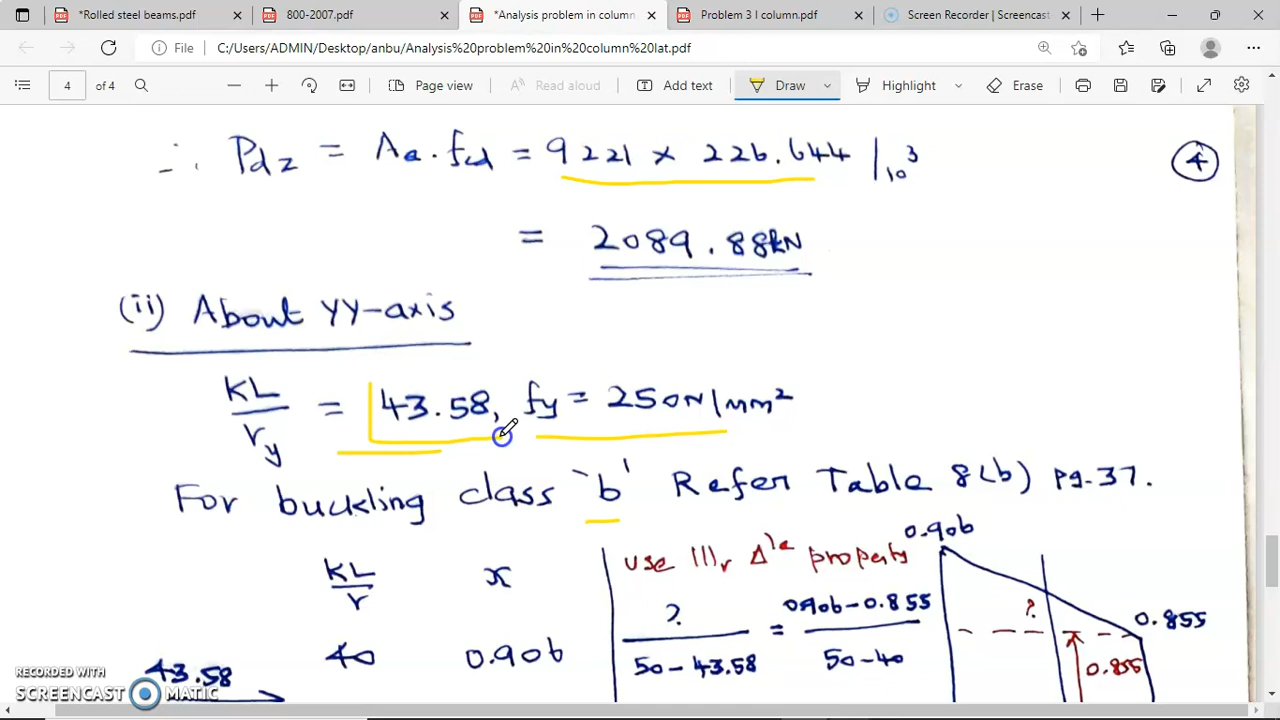 *Rolled steel beams.pdf
800-2007.pdf
*Analysis problem in column
Problem 3 I column.pdf
Screen Recorder | Screencast
File
C:/Users/ADMIN/Desktop/anbu/Analysis%20problem%20in%20column%20lat.pdf
4 of 4
Page view
Read aloud
Add text
Draw
Highlight
Erase
∴ Pdz = Ae.fcd = 9221 × 226.644 / 10³
4
= 2089.88kN
(ii) About YY-axis
KL/ry = 43.58, fy = 250N/mm²
For buckling class 'b' Refer Table 8(b) pg.37.
KL/r x
40 0.906
43.58
use lllr Δle property
?/50-43.58 = 0.906-0.855/50-40
0.906
?
0.855
0.855
RECORDED WITH
SCREENCAST MATIC